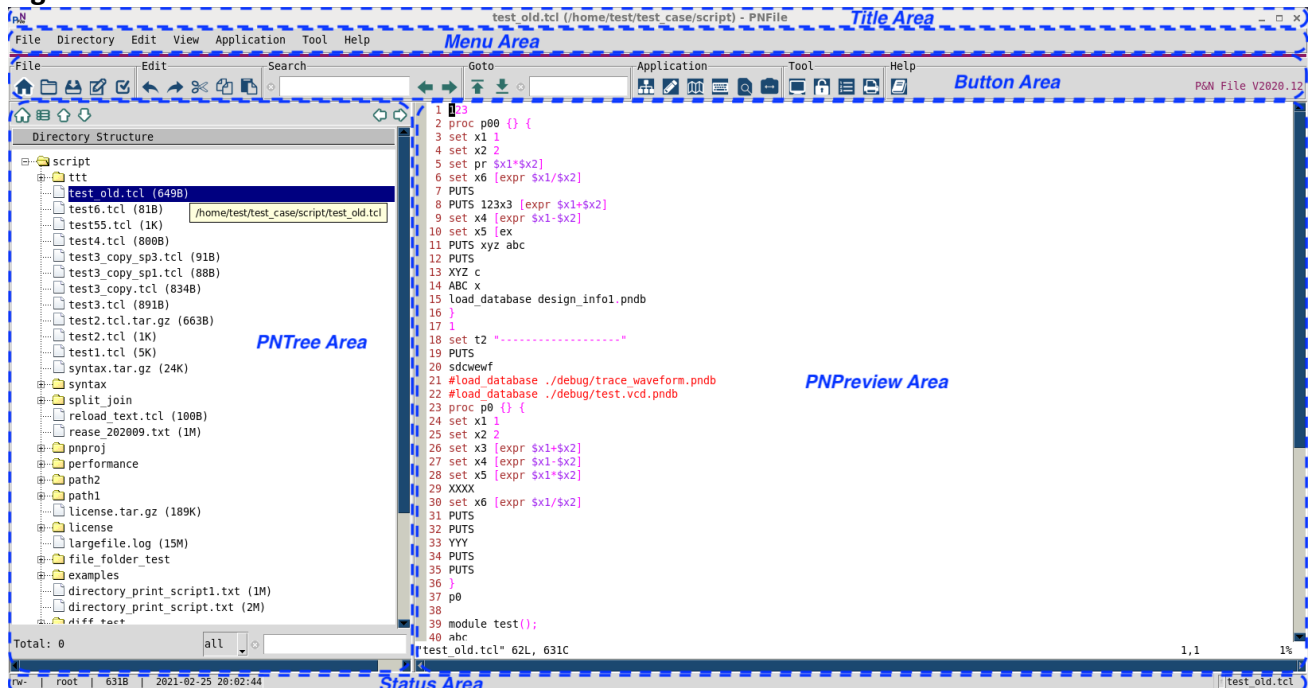 test_old.tcl (/home/test/test_case/script) - PNFile Title Area
File Directory Edit View Application Tool Help Menu Area
File Edit Search Goto Application Tool Help
Button Area P&N File V2020.12
Directory Structure
script
ttt
test_old.tcl (649B)
test6.tcl (81B)
/home/test/test_case/script/test_old.tcl
test55.tcl (1K)
test4.tcl (800B)
test3_copy_sp3.tcl (91B)
test3_copy_sp1.tcl (88B)
test3_copy.tcl (834B)
test3.tcl (891B)
test2.tcl.tar.gz (663B)
test2.tcl (1K)
test1.tcl (5K)
PNTree Area
syntax.tar.gz (24K)
syntax
split_join
reload_text.tcl (100B)
rease_202009.txt (1M)
pnproj
performance
path2
path1
license.tar.gz (189K)
license
largefile.log (15M)
file_folder_test
examples
directory_print_script1.txt (1M)
directory_print_script.txt (2M)
diff_test
Total: 0 all
1 123
2 proc p00 {} {
3 set x1 1
4 set x2 2
5 set pr $x1*$x2]
6 set x6 [expr $x1/$x2]
7 PUTS
8 PUTS 123x3 [expr $x1+$x2]
9 set x4 [expr $x1-$x2]
10 set x5 [ex
11 PUTS xyz abc
12 PUTS
13 XYZ c
14 ABC x
15 load_database design_info1.pndb
16 }
17 1
18 set t2 "-------------------"
19 PUTS
20 sdcwewf
21 #load_database ./debug/trace_waveform.pndb
PNPreview Area
22 #load_database ./debug/test.vcd.pndb
23 proc p0 {} {
24 set x1 1
25 set x2 2
26 set x3 [expr $x1+$x2]
27 set x4 [expr $x1-$x2]
28 set x5 [expr $x1*$x2]
29 XXXX
30 set x6 [expr $x1/$x2]
31 PUTS
32 PUTS
33 YYY
34 PUTS
35 PUTS
36 }
37 p0
38
39 module test();
40 abc
"test_old.tcl" 62L, 631C 1,1 1%
rw- | root | 631B | 2021-02-25 20:02:44 Status Area test_old.tcl